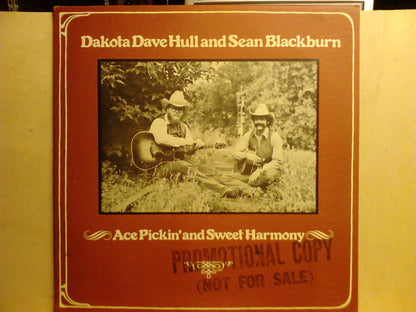 Dakota Dave Hull and Sean Blackburn
Ace Pickin' and Sweet Harmony
PROMOTIONAL COPY
(NOT FOR SALE)